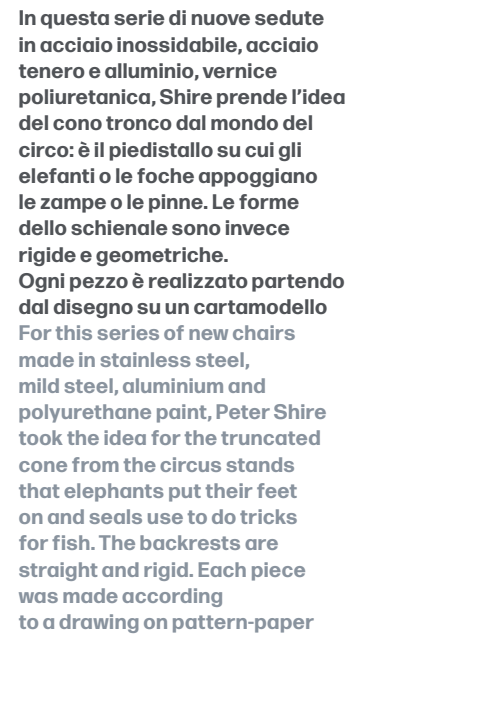 In questa serie di nuove sedute
in acciaio inossidabile, acciaio
tenero e alluminio, vernice
poliuretanica, Shire prende l’idea
del cono tronco dal mondo del
circo: è il piedistallo su cui gli
elefanti o le foche appoggiano
le zampe o le pinne. Le forme
dello schienale sono invece
rigide e geometriche.
Ogni pezzo è realizzato partendo
dal disegno su un cartamodello
For this series of new chairs
made in stainless steel,
mild steel, aluminium and
polyurethane paint, Peter Shire
took the idea for the truncated
cone from the circus stands
that elephants put their feet
on and seals use to do tricks
for fish. The backrests are
straight and rigid. Each piece
was made according
to a drawing on pattern-paper